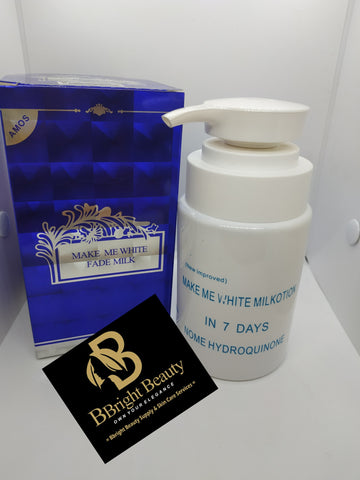 AMOS
MAKE ME WHITE
FADE MILK
(New improved)
MAKE ME WHITE MILKOTION
IN 7 DAYS
NOME HYDROQUINONE
B
BBright Beauty
OWN YOUR ELEGANCE
« Bbright Beauty Supply & Skin Care Services »